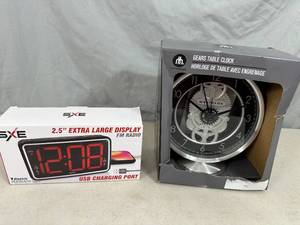 SXE
2.5" EXTRA LARGE DISPLAY
FM RADIO
SXE
12:08
USB CHARGING PORT
GEARS TABLE CLOCK
HORLOGE DE TABLE AVEC ENGRENAGE